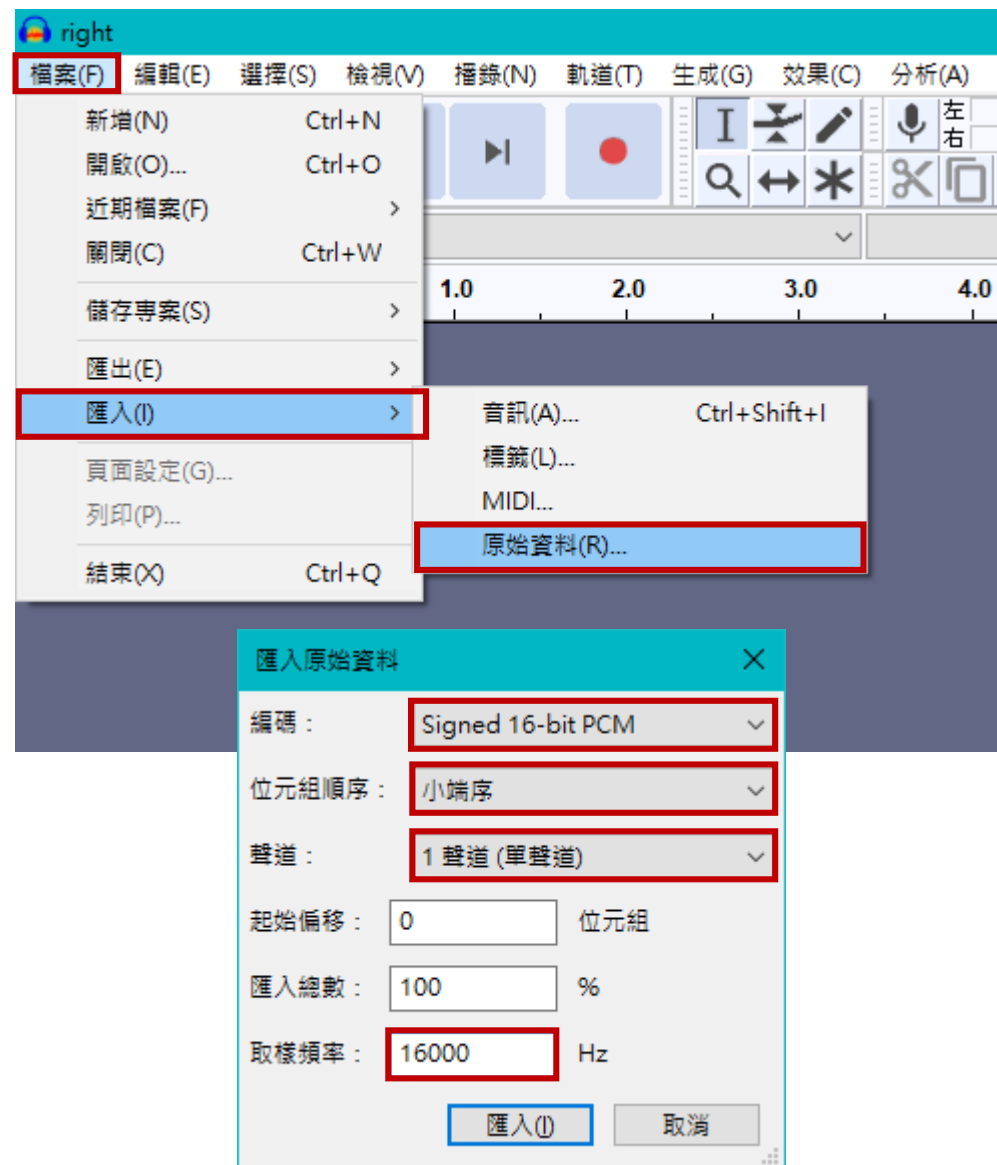 right
檔案(F) 編輯(E) 選擇(S) 檢視(V) 播錄(N) 軌道(T) 生成(G) 效果(C) 分析(A)
新增(N) Ctrl+N
開啟(O)... Ctrl+O
近期檔案(F) >
關閉(C) Ctrl+W
儲存專案(S) >
匯出(E) >
匯入(I) >
頁面設定(G)...
列印(P)...
結束(X) Ctrl+Q
左
右
1.0 2.0 3.0 4.0
音訊(A)... Ctrl+Shift+I
標籤(L)...
MIDI...
原始資料(R)...
匯入原始資料
編碼： Signed 16-bit PCM
位元組順序： 小端序
聲道： 1 聲道 (單聲道)
起始偏移： 0 位元組
匯入總數： 100 %
取樣頻率： 16000 Hz
匯入(I) 取消